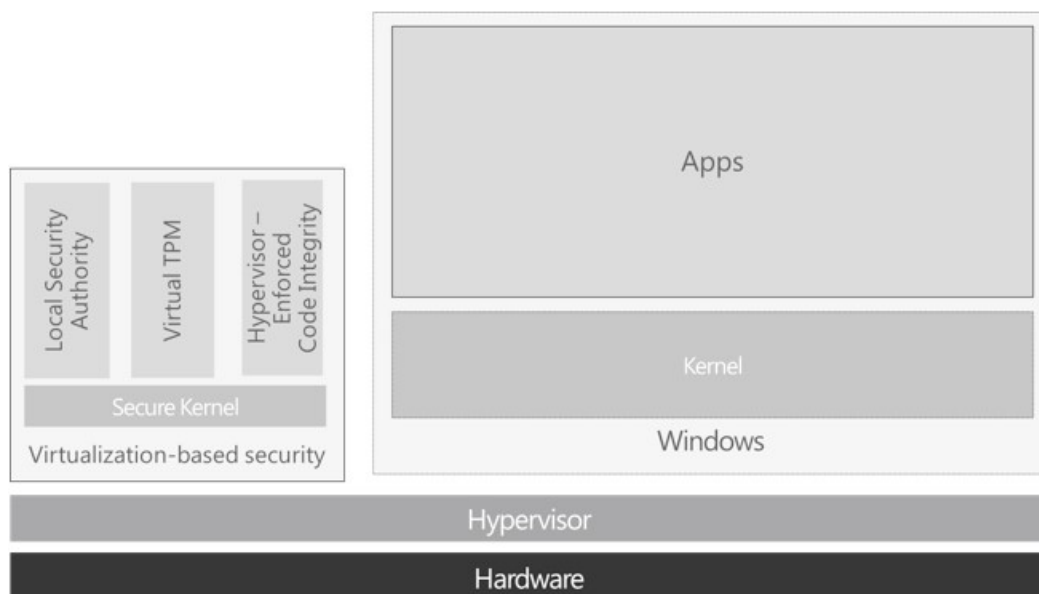 Apps
Kernel
Windows
Local Security
Authority
Virtual TPM
Hypervisor –
Enforced
Code Integrity
Secure Kernel
Virtualization-based security
Hypervisor
Hardware